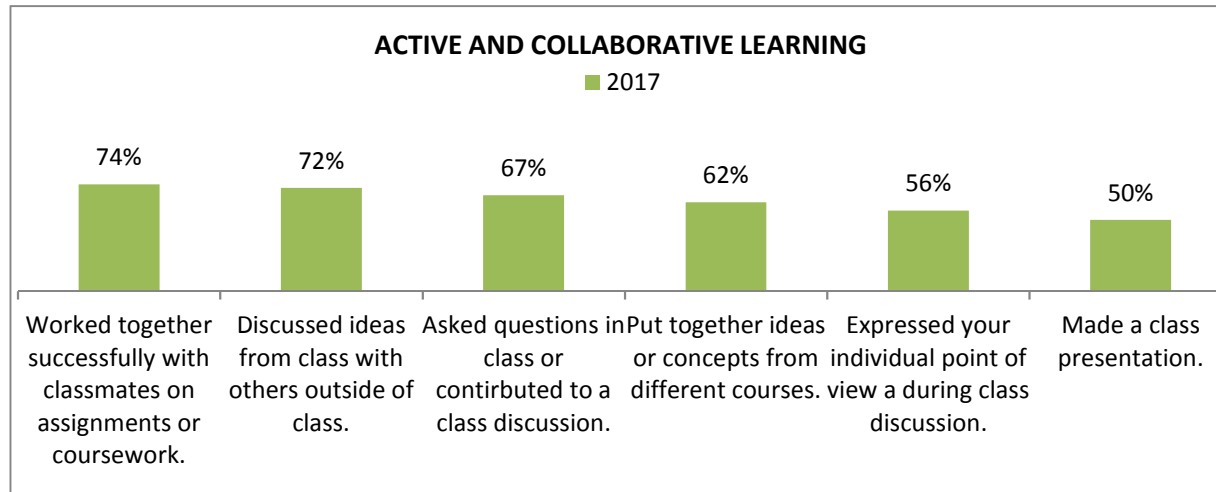 ACTIVE AND COLLABORATIVE LEARNING
2017
74%
72%
67%
62%
56%
50%
Worked together
successfully with
classmates on
assignments or
coursework.
Discussed ideas
from class with
others outside of
class.
Asked questions in
class or
contirbuted to a
class discussion.
Put together ideas
or concepts from
different courses.
Expressed your
individual point of
view a during class
discussion.
Made a class
presentation.